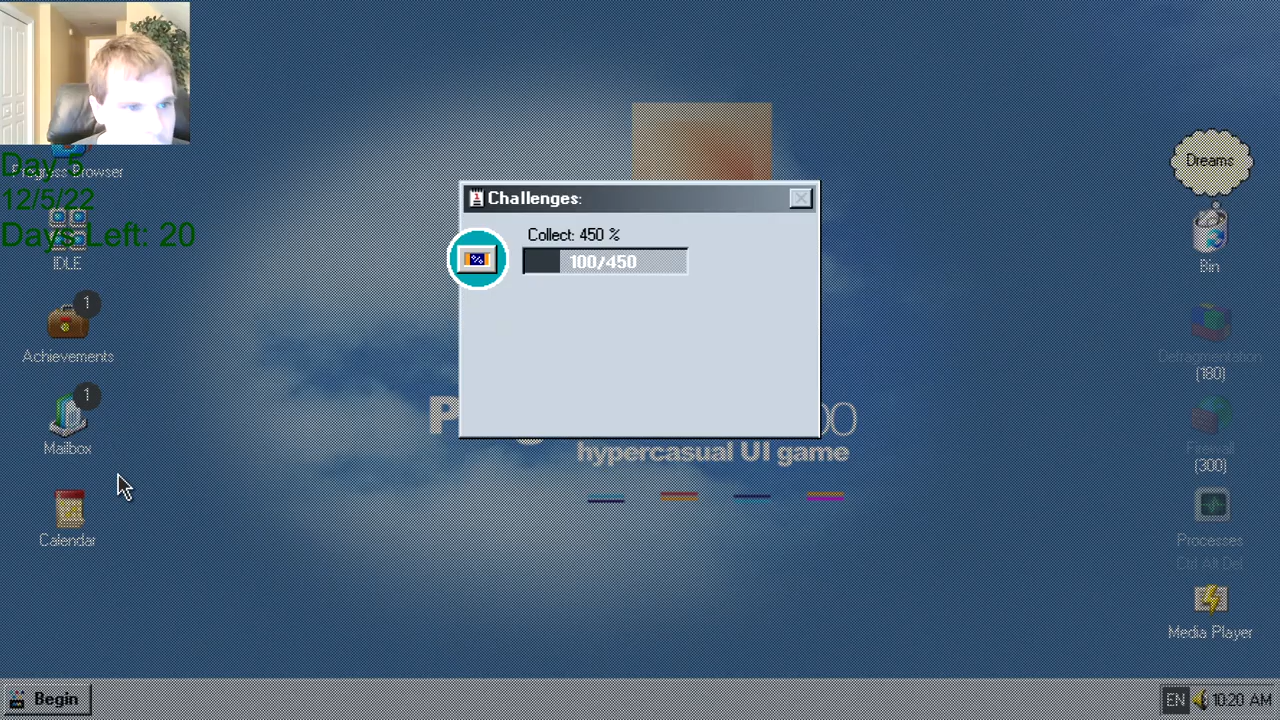 Progress Browser
Day 5
12/5/22
Days Left: 20
IDLE
1
Achievements
1
Mailbox
Calendar
Challenges:
Collect: 450 %
%
100/450
hypercasual UI game
Dreams
Bin
Defragmentation
(180)
Firewall
(300)
Processes
Ctrl Alt Del
Media Player
Begin
EN
10:20 AM